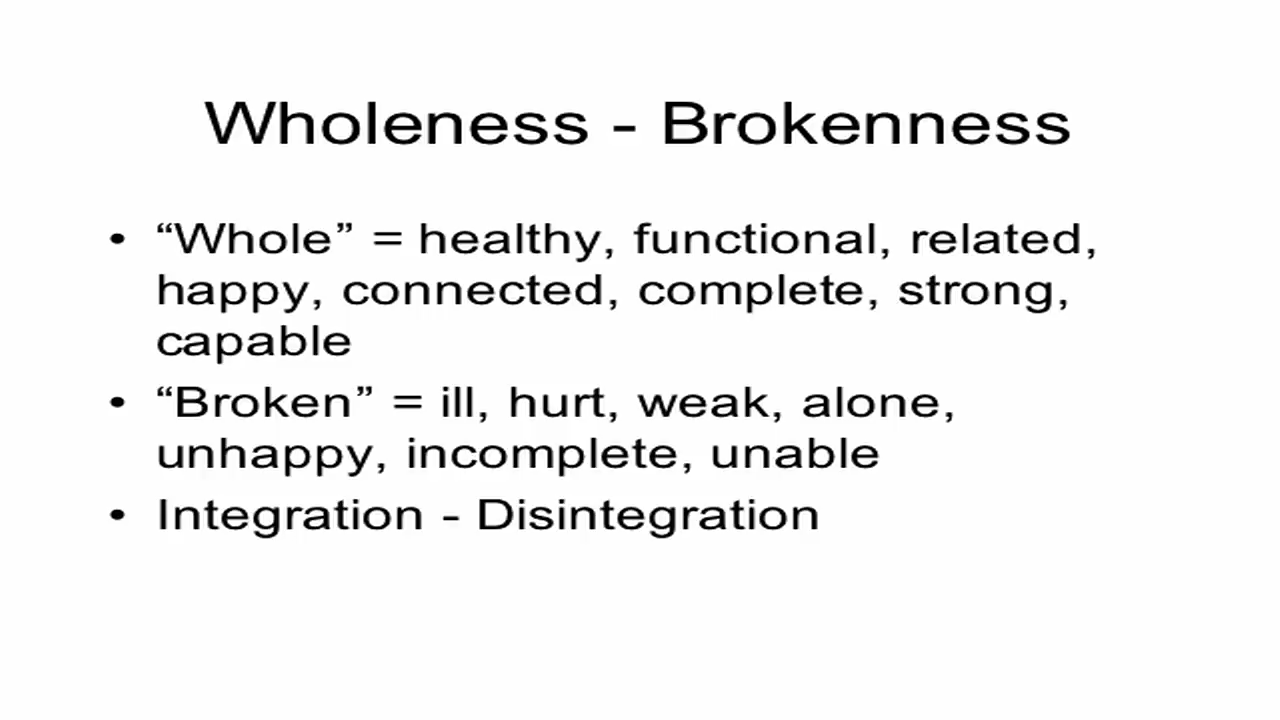 Wholeness - Brokenness
• “Whole” = healthy, functional, related,
happy, connected, complete, strong,
capable
• “Broken” = ill, hurt, weak, alone,
unhappy, incomplete, unable
• Integration - Disintegration